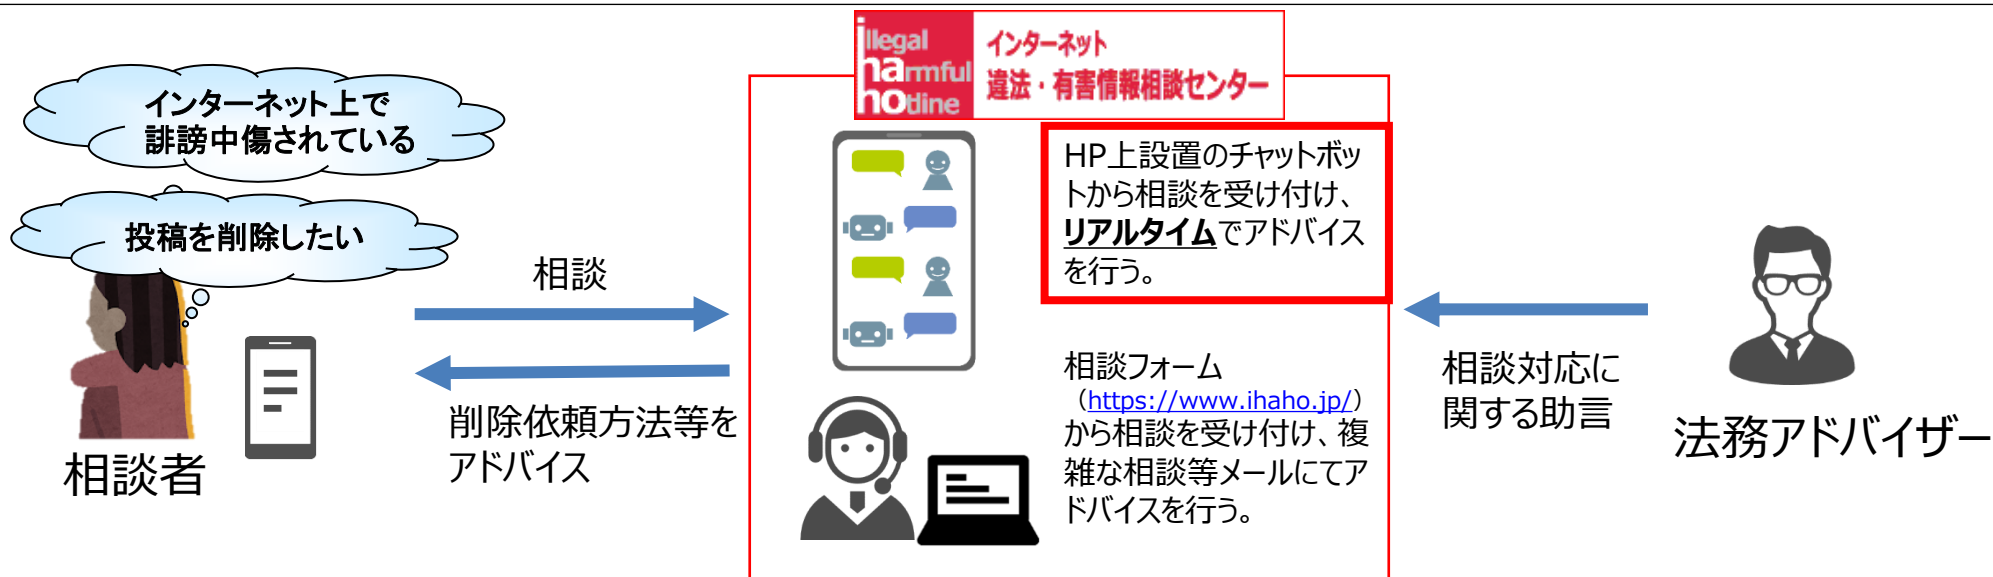 インターネット上で
誹謗中傷されている
投稿を削除したい
相談者
相談
削除依頼方法等を
アドバイス
illegal
harmful
hotline
インターネット
違法・有害情報相談センター
HP上設置のチャットボッ
トから相談を受け付け、
リアルタイムでアドバイス
を行う。
相談フォーム
（https://www.ihaho.jp/）
から相談を受け付け、複
雑な相談等メールにてア
ドバイスを行う。
相談対応に
関する助言
法務アドバイザー